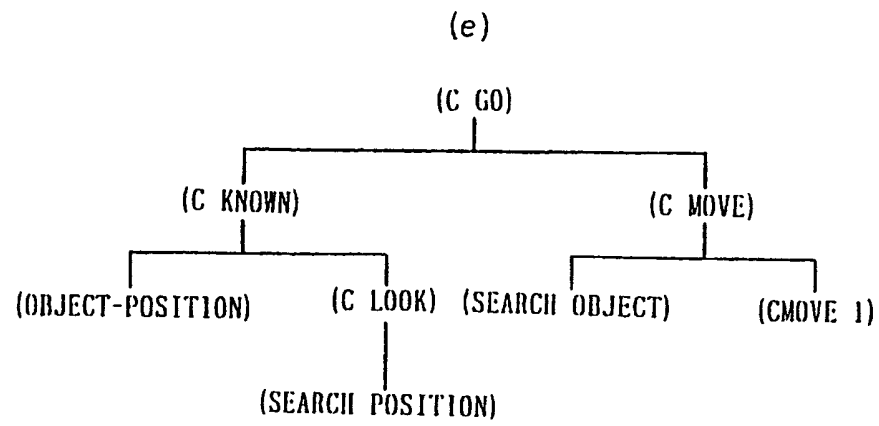 (e)
(C GO)
(C KNOWN) (C MOVE)
(OBJECT-POSITION) (C LOOK) (SEARCH OBJECT) (CMOVE 1)
(SEARCH POSITION)